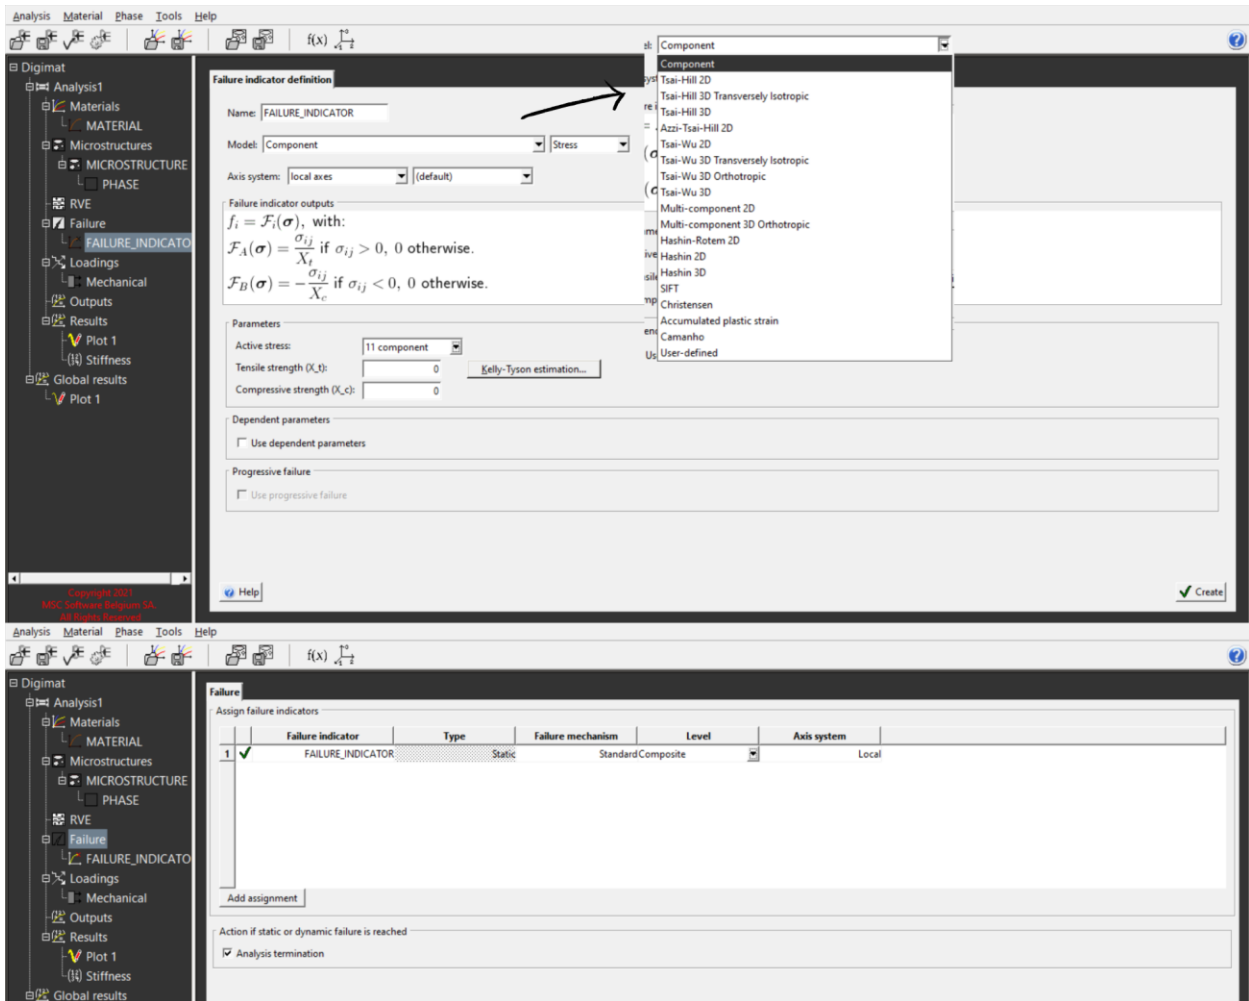 Analysis Material Phase Tools Help
f(x)
Digimat
Analysis1
Materials
MATERIAL
Microstructures
MICROSTRUCTURE
PHASE
RVE
Failure
FAILURE_INDICATO
Loadings
Mechanical
Outputs
Results
Plot 1
Stiffness
Global results
Plot 1
Copyright 2021
MSC Software Belgium SA.
All Rights Reserved
Failure indicator definition
Name: FAILURE_INDICATOR
Model: Component Stress
Axis system: local axes (default)
Failure indicator outputs
f_i = F_i(σ), with:
F_A(σ) = σ_ij / X_t if σ_ij > 0, 0 otherwise.
F_B(σ) = −σ_ij / X_c if σ_ij < 0, 0 otherwise.
Parameters
Active stress: 11 component
Tensile strength (X_t): 0 Kelly-Tyson estimation...
Compressive strength (X_c): 0
Dependent parameters
Use dependent parameters
Progressive failure
Use progressive failure
Help
Create
el: Component
Component
Tsai-Hill 2D
Tsai-Hill 3D Transversely Isotropic
Tsai-Hill 3D
Azzi-Tsai-Hill 2D
Tsai-Wu 2D
Tsai-Wu 3D Transversely Isotropic
Tsai-Wu 3D Orthotropic
Tsai-Wu 3D
Multi-component 2D
Multi-component 3D Orthotropic
Hashin-Rotem 2D
Hashin 2D
Hashin 3D
SIFT
Christensen
Accumulated plastic strain
Camanho
User-defined
Analysis Material Phase Tools Help
f(x)
Digimat
Analysis1
Materials
MATERIAL
Microstructures
MICROSTRUCTURE
PHASE
RVE
Failure
FAILURE_INDICATO
Loadings
Mechanical
Outputs
Results
Plot 1
Stiffness
Global results
Failure
Assign failure indicators
Failure indicator Type Failure mechanism Level Axis system
1 FAILURE_INDICATOR Static Standard Composite Local
Add assignment
Action if static or dynamic failure is reached
Analysis termination